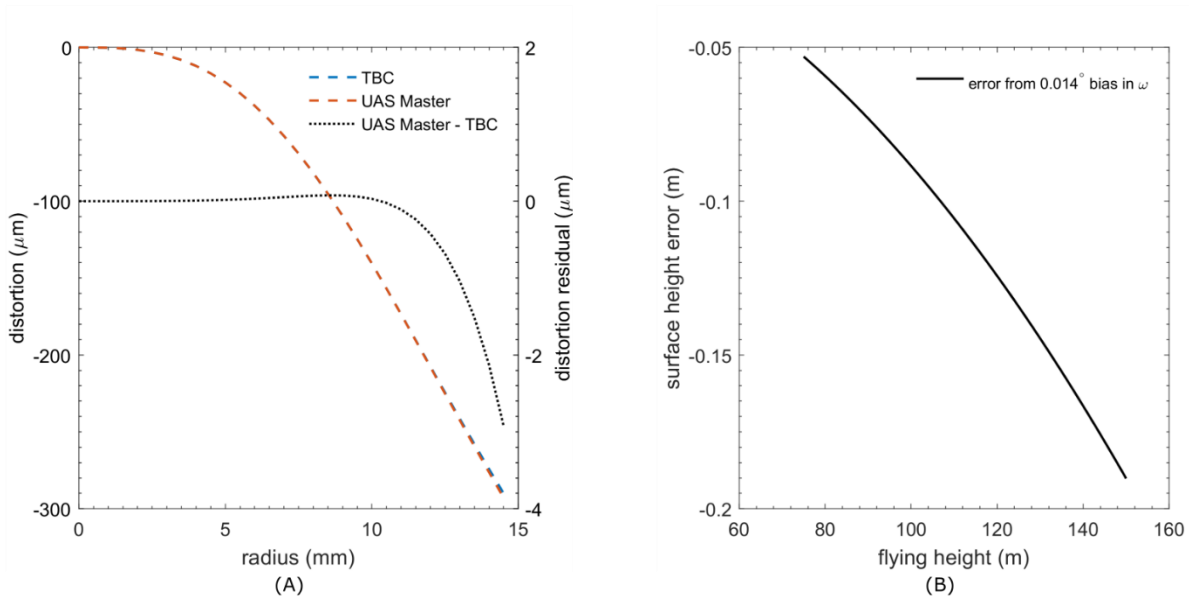 0
-100
-200
-300
distortion (μm)
0
5
10
15
radius (mm)
2
0
-2
-4
distortion residual (μm)
TBC
UAS Master
UAS Master - TBC
(A)
-0.05
-0.1
-0.15
-0.2
surface height error (m)
60
80
100
120
140
160
flying height (m)
error from 0.014° bias in ω
(B)